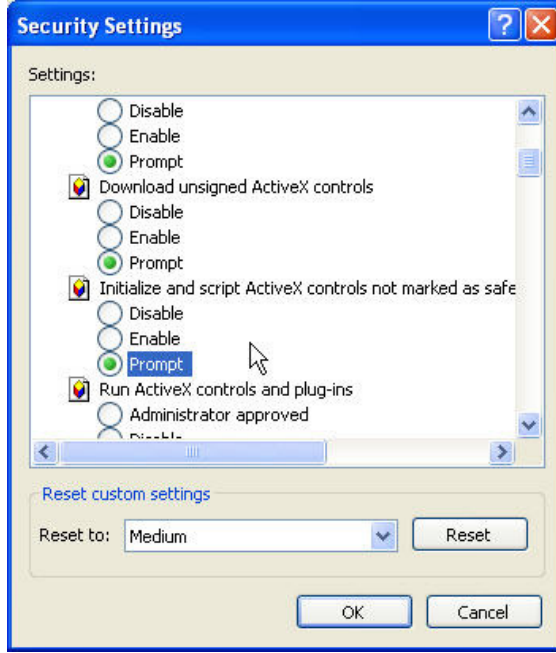 Security Settings
Settings:
Disable
Enable
Prompt
Download unsigned ActiveX controls
Disable
Enable
Prompt
Initialize and script ActiveX controls not marked as safe
Disable
Enable
Prompt
Run ActiveX controls and plug-ins
Administrator approved
Disable
Reset custom settings
Reset to: Medium Reset
OK Cancel